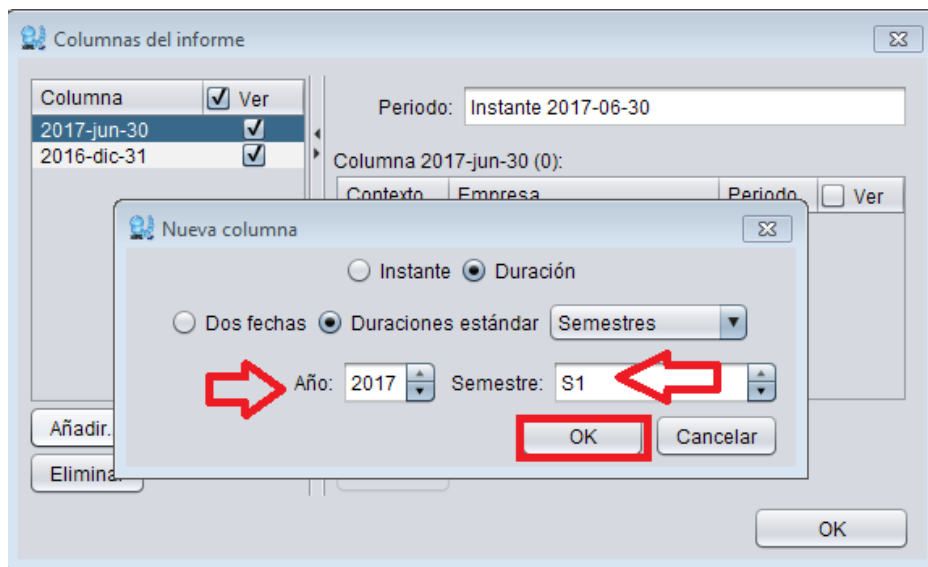 Columnas del informe
Columna Ver
2017-jun-30
2016-dic-31
Periodo: Instante 2017-06-30
Columna 2017-jun-30 (0):
Contexto Empresa Periodo Ver
Nueva columna
Instante Duración
Dos fechas Duraciones estándar Semestres
Año: 2017 Semestre: S1
OK Cancelar
Añadir..
Elimina
OK